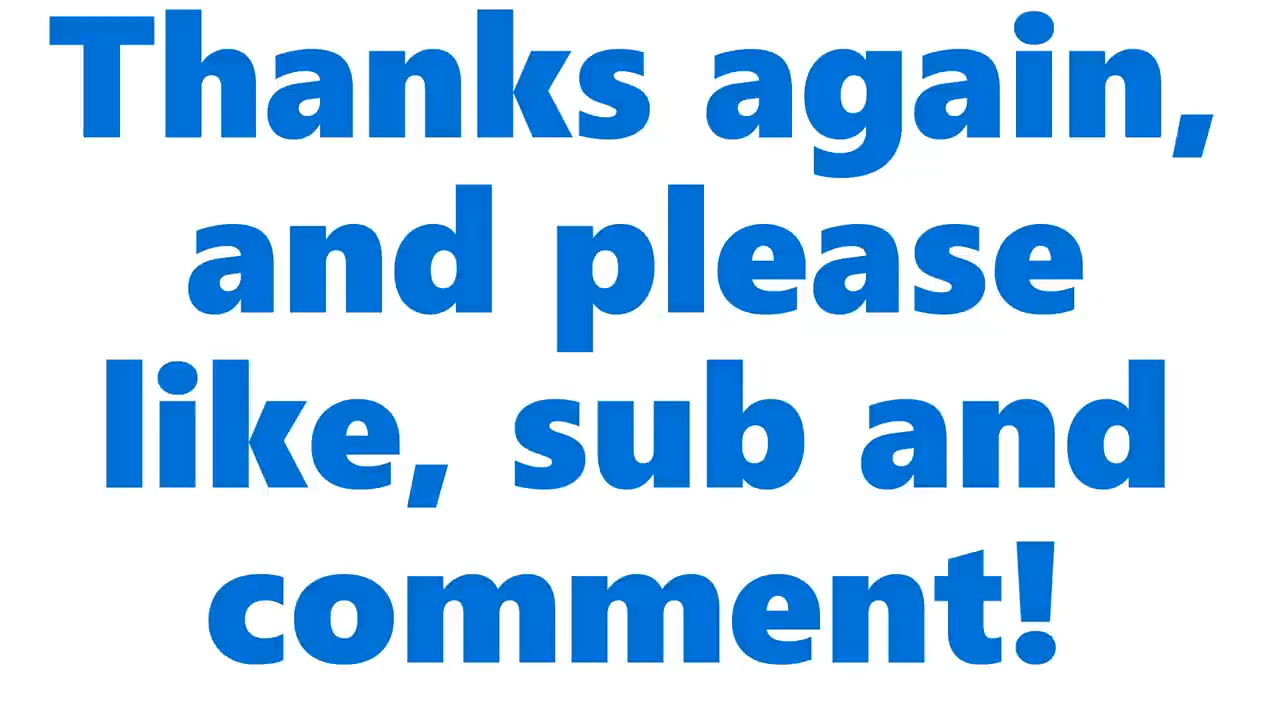 Thanks again,
and please
like, sub and
comment!